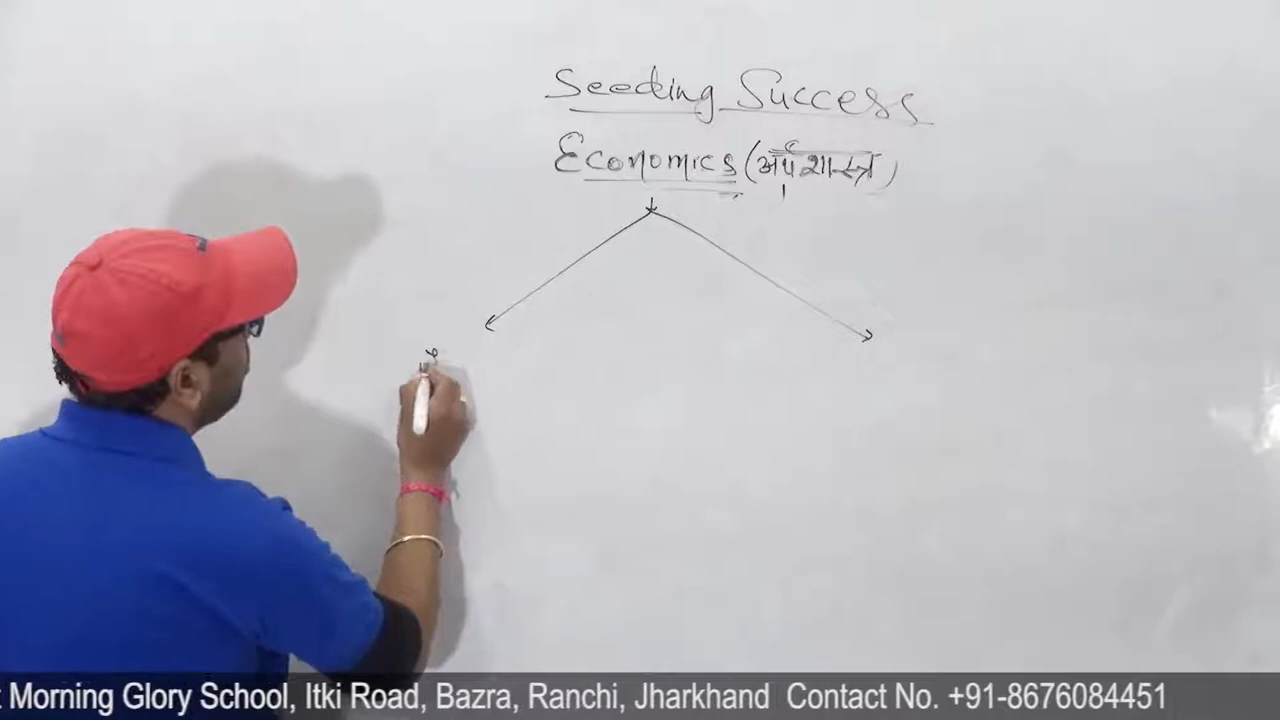 Seeding Success
Economics (अर्थशास्त्र)
Morning Glory School, Itki Road, Bazra, Ranchi, Jharkhand Contact No. +91-8676084451